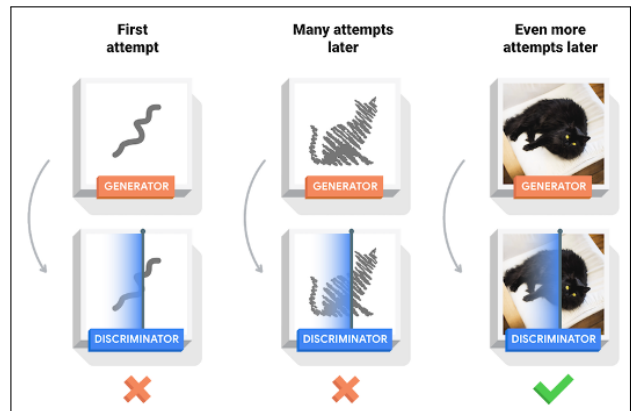 First
attempt
Many attempts
later
Even more
attempts later
GENERATOR
GENERATOR
GENERATOR
DISCRIMINATOR
DISCRIMINATOR
DISCRIMINATOR